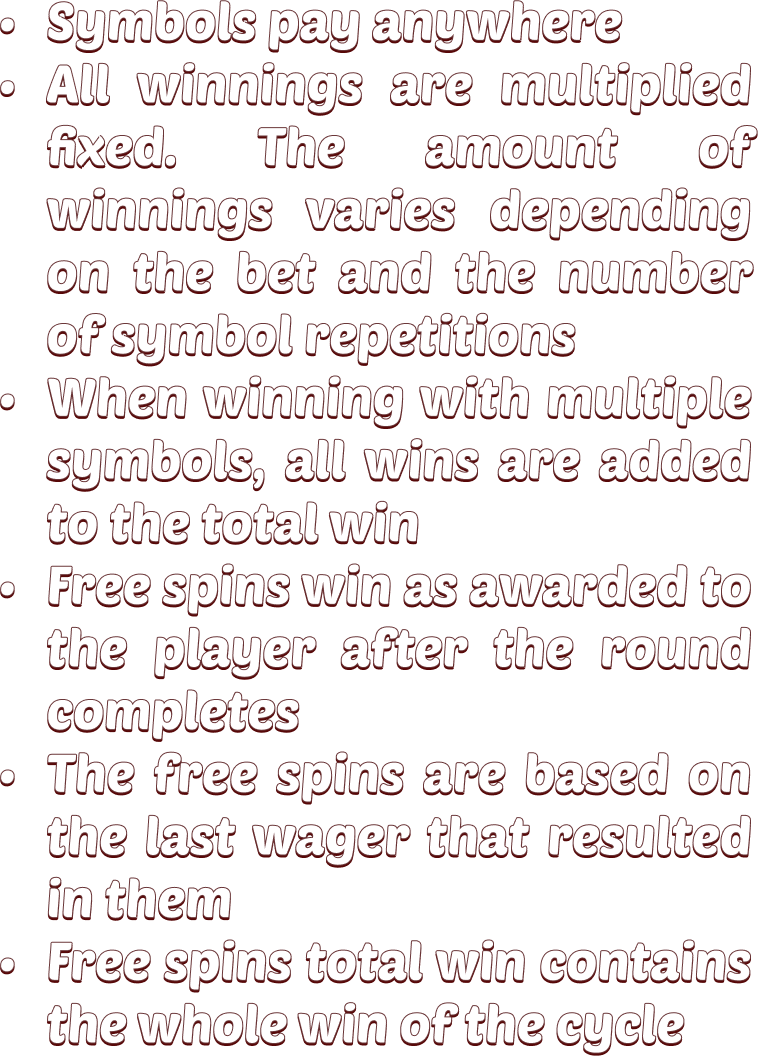 • Symbols pay anywhere
• All winnings are multiplied
fixed. The amount of
winnings varies depending
on the bet and the number
of symbol repetitions
• When winning with multiple
symbols, all wins are added
to the total win
• Free spins win as awarded to
the player after the round
completes
• The free spins are based on
the last wager that resulted
in them
• Free spins total win contains
the whole win of the cycle